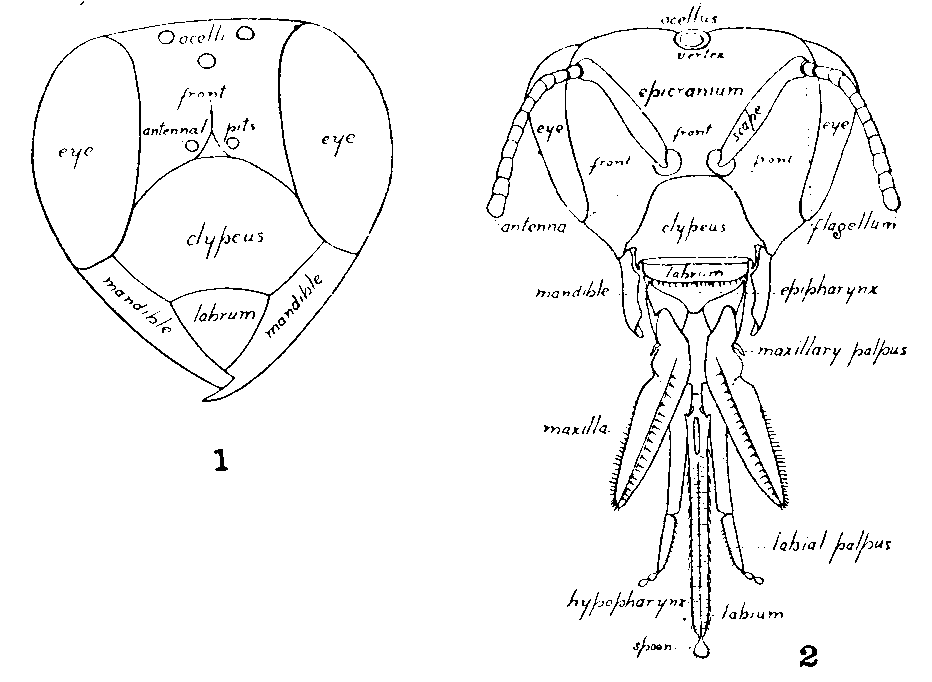 ocelli
front
antennal pits
eye
eye
clypeus
mandible
labrum
mandible
1
ocellus
vertex
epicranium
front
scape
eye
eye
front
front
antenna
clypeus
flagellum
labrum
mandible
epipharynx
maxillary palpus
maxilla
labial palpus
hypopharynx
labium
spoon
2